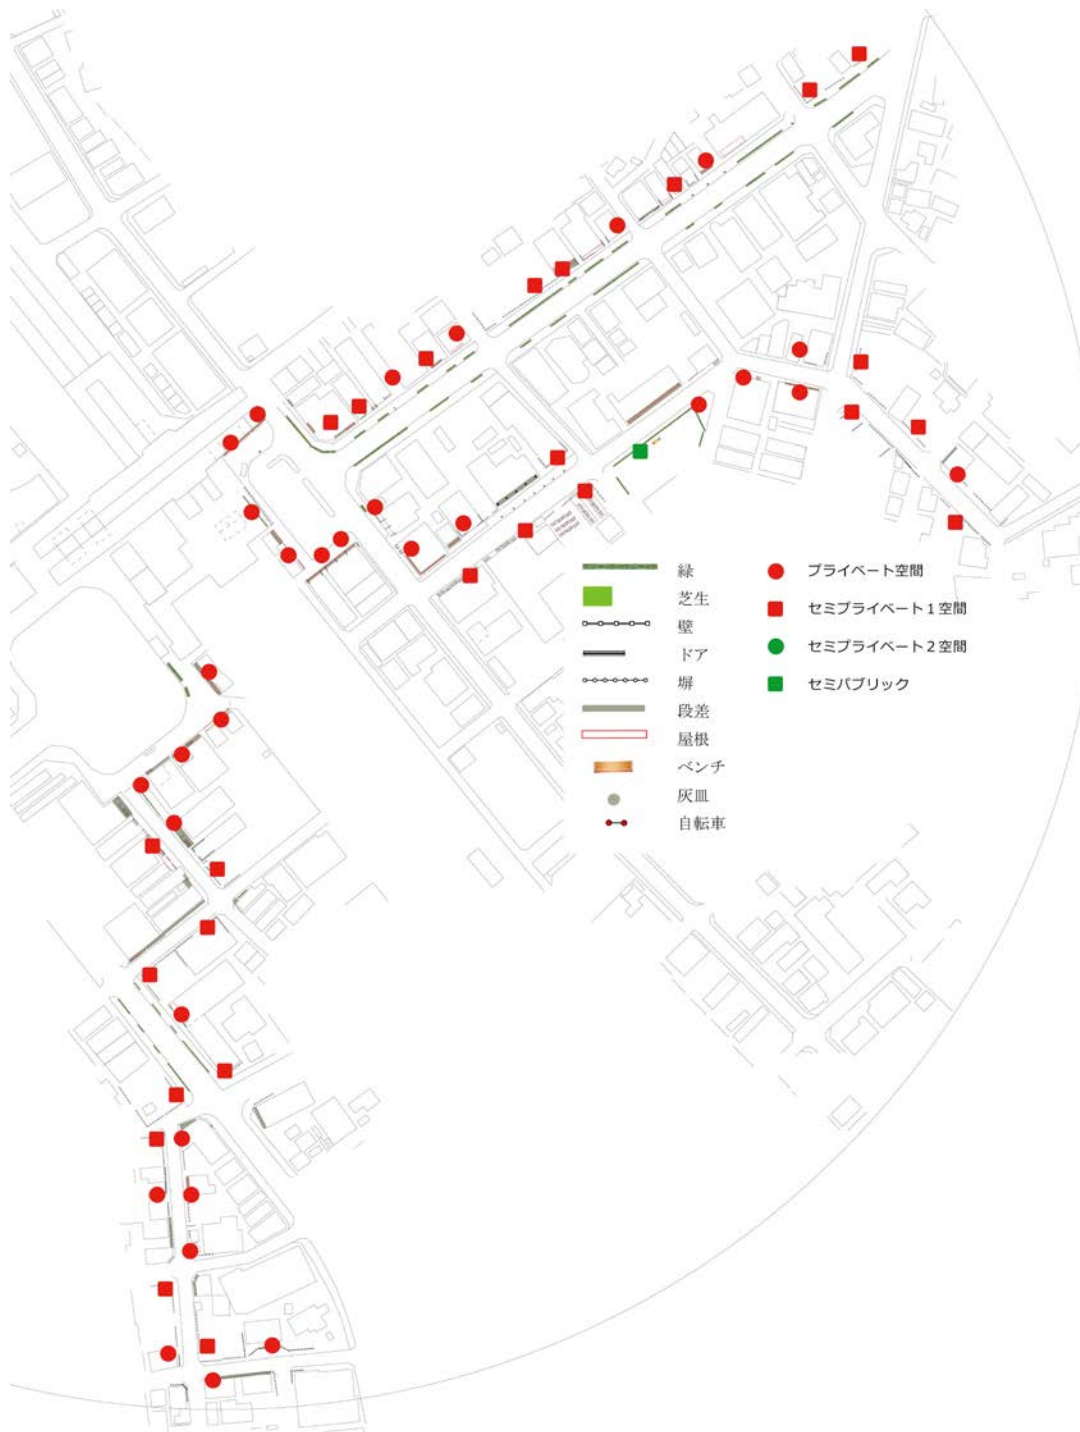 緑
芝生
壁
ドア
塀
段差
屋根
ベンチ
灰皿
自転車
プライベート空間
セミプライベート1空間
セミプライベート2空間
セミパブリック